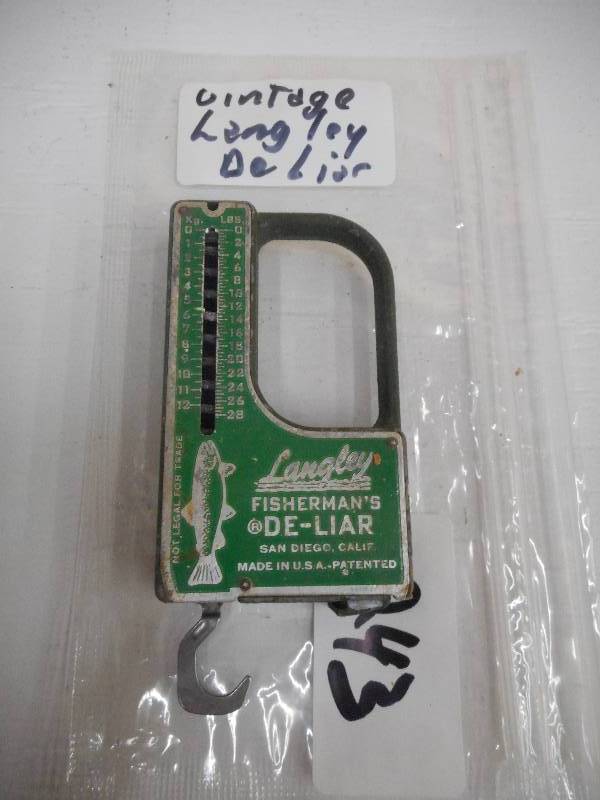 vintage
Langley
De Liar
Kg. LBS.
0 0
1 2
2 4
3 6
4 8
5 10
6 12
7 14
8 16
9 18
10 20
11 22
12 24
26
28
NOT LEGAL FOR TRADE
Langley
FISHERMAN'S
® DE-LIAR
SAN DIEGO, CALIF.
MADE IN U.S.A.-PATENTED